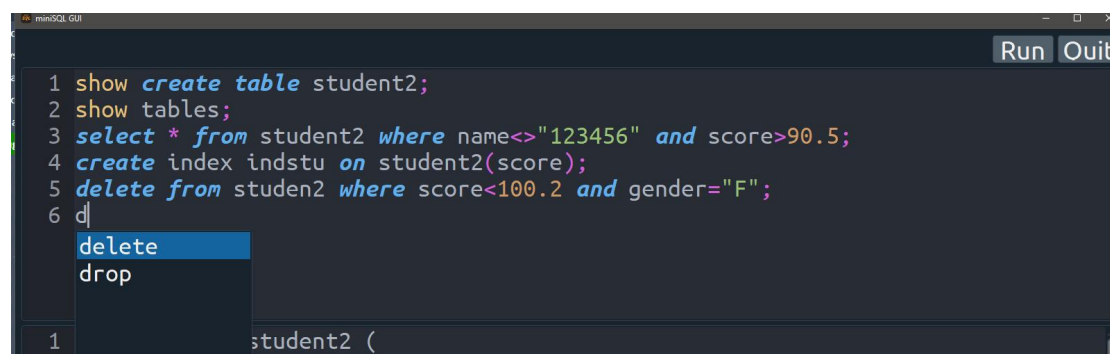 miniSQL GUI
Run Quit
1 show create table student2;
2 show tables;
3 select * from student2 where name<>"123456" and score>90.5;
4 create index indstu on student2(score);
5 delete from studen2 where score<100.2 and gender="F";
6 d
delete
drop
1 student2 (